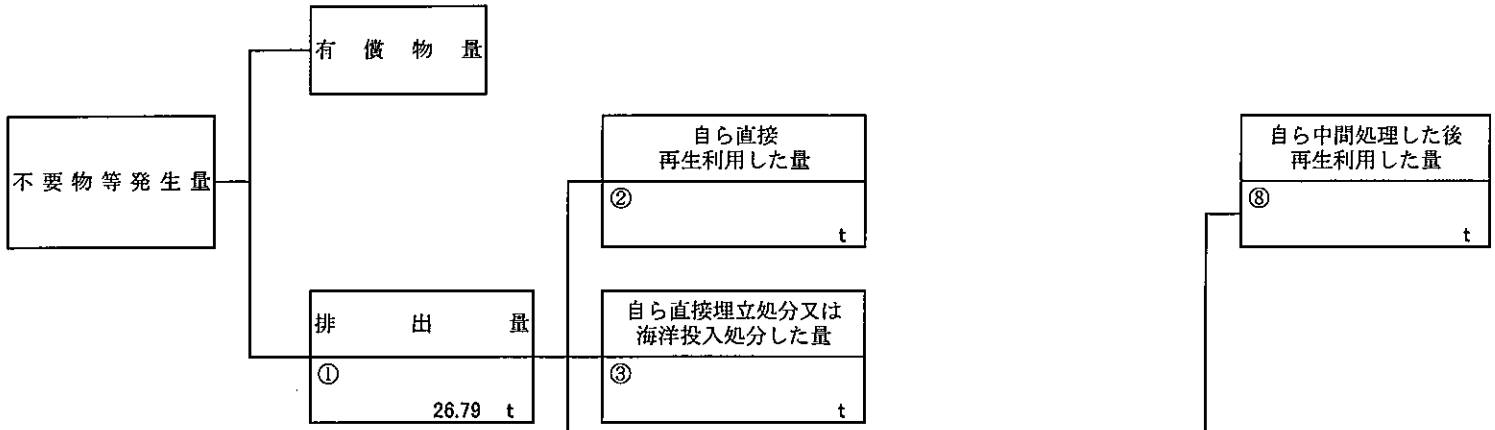 有償物量
不要物等発生量
自ら直接
再生利用した量
②
t
自ら中間処理した後
再生利用した量
⑧
t
排出量
①
26.79 t
自ら直接埋立処分又は
海洋投入処分した量
③
t